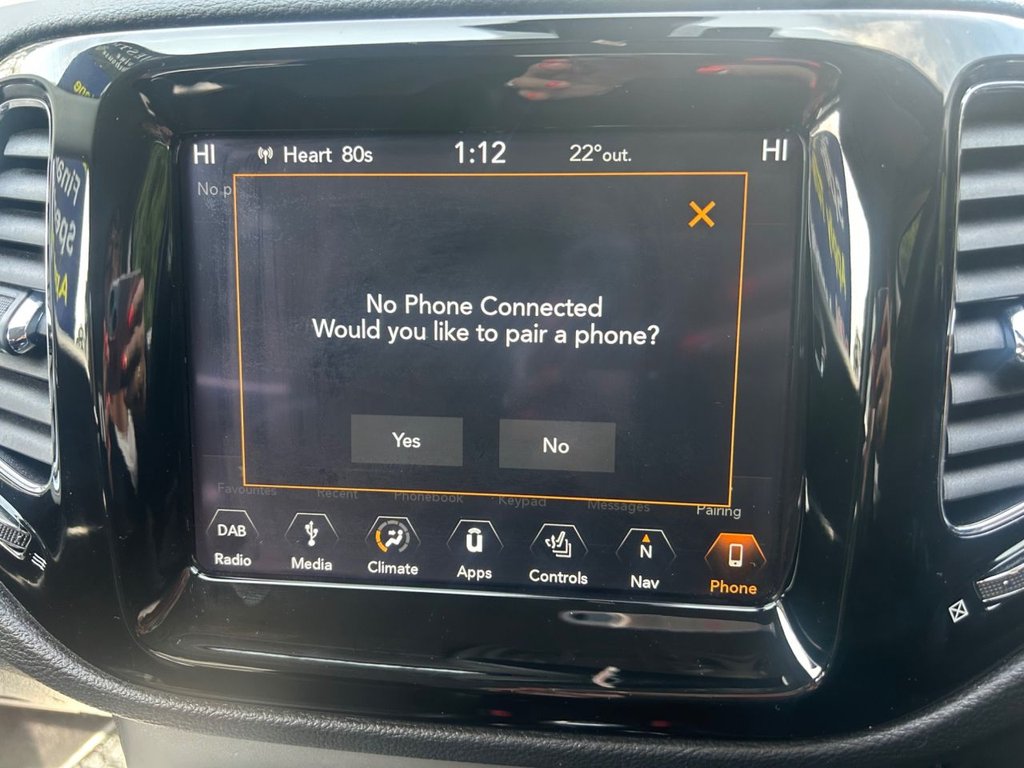 HI Heart 80s 1:12 22°out. HI
No p
No Phone Connected
Would you like to pair a phone?
Yes No
Favourites Recent Phonebook Keypad Messages Pairing
DAB N
Radio Media Climate Apps Controls Nav Phone